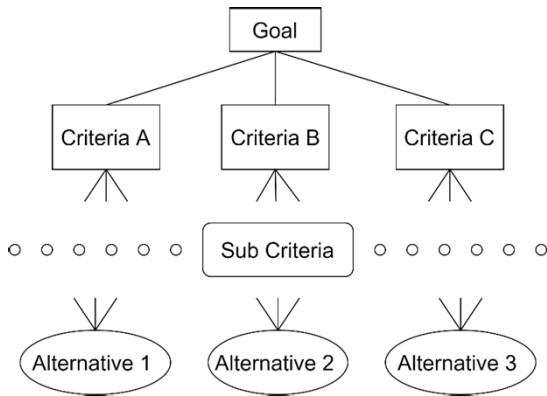 Goal
Criteria A
Criteria B
Criteria C
Sub Criteria
Alternative 1
Alternative 2
Alternative 3